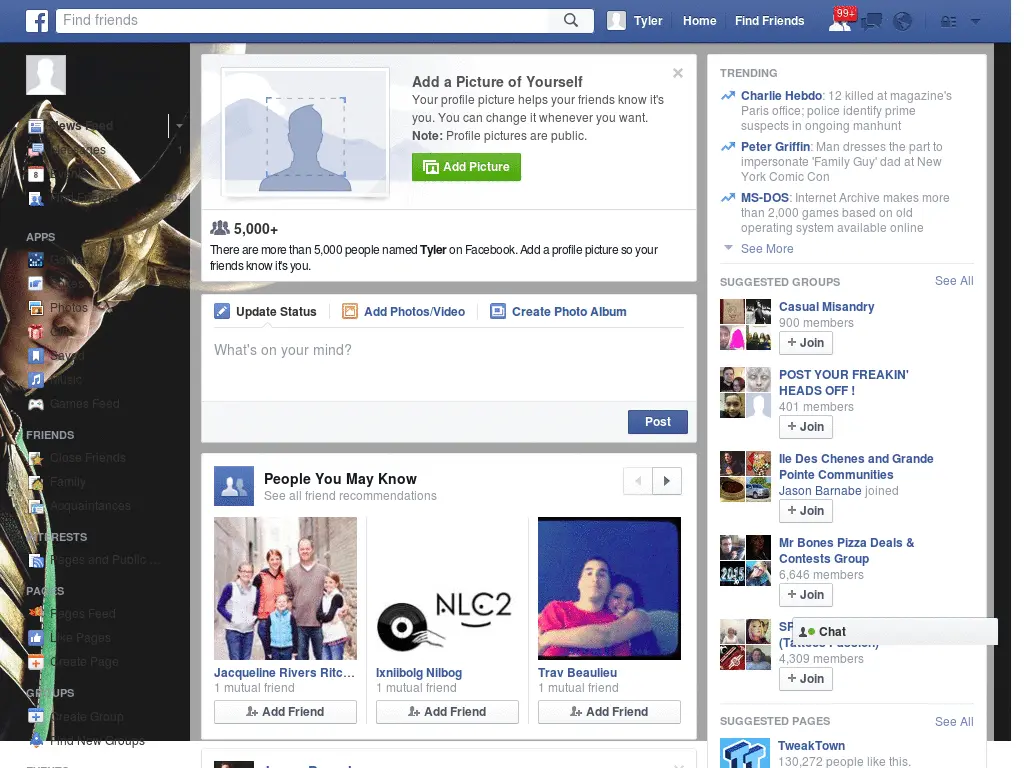 Find friends
Tyler
Home
Find Friends
99+
News Feed
Messages
1
8
Events
APPS
Games
Photos
Gifts
Saved
Music
Games Feed
FRIENDS
Close Friends
Family
Acquaintances
INTERESTS
Pages and Public ...
PAGES
Pages Feed
Like Pages
Create Page
GROUPS
Create Group
Find New Groups
Add a Picture of Yourself
Your profile picture helps your friends know it's
you. You can change it whenever you want.
Note: Profile pictures are public.
Add Picture
5,000+
There are more than 5,000 people named Tyler on Facebook. Add a profile picture so your
friends know it's you.
Update Status
Add Photos/Video
Create Photo Album
What's on your mind?
Post
People You May Know
See all friend recommendations
NLC2
Jacqueline Rivers Ritc...
1 mutual friend
Add Friend
Ixniibolg Nilbog
1 mutual friend
Add Friend
Trav Beaulieu
1 mutual friend
Add Friend
TRENDING
Charlie Hebdo: 12 killed at magazine's
Paris office; police identify prime
suspects in ongoing manhunt
Peter Griffin: Man dresses the part to
impersonate 'Family Guy' dad at New
York Comic Con
MS-DOS: Internet Archive makes more
than 2,000 games based on old
operating system available online
See More
SUGGESTED GROUPS
See All
Casual Misandry
900 members
+ Join
POST YOUR FREAKIN'
HEADS OFF !
401 members
+ Join
Ile Des Chenes and Grande
Pointe Communities
Jason Barnabe joined
+ Join
2015
Mr Bones Pizza Deals &
Contests Group
6,646 members
+ Join
Chat
4,309 members
+ Join
SUGGESTED PAGES
See All
TweakTown
130,272 people like this.